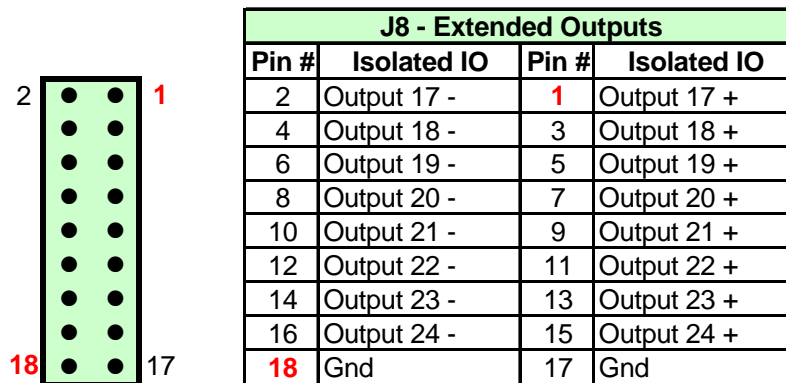 J8 - Extended Outputs
Pin # Isolated IO Pin # Isolated IO
2 1 2 Output 17 - 1 Output 17 +
4 Output 18 - 3 Output 18 +
6 Output 19 - 5 Output 19 +
8 Output 20 - 7 Output 20 +
10 Output 21 - 9 Output 21 +
12 Output 22 - 11 Output 22 +
14 Output 23 - 13 Output 23 +
16 Output 24 - 15 Output 24 +
18 17 18 Gnd 17 Gnd